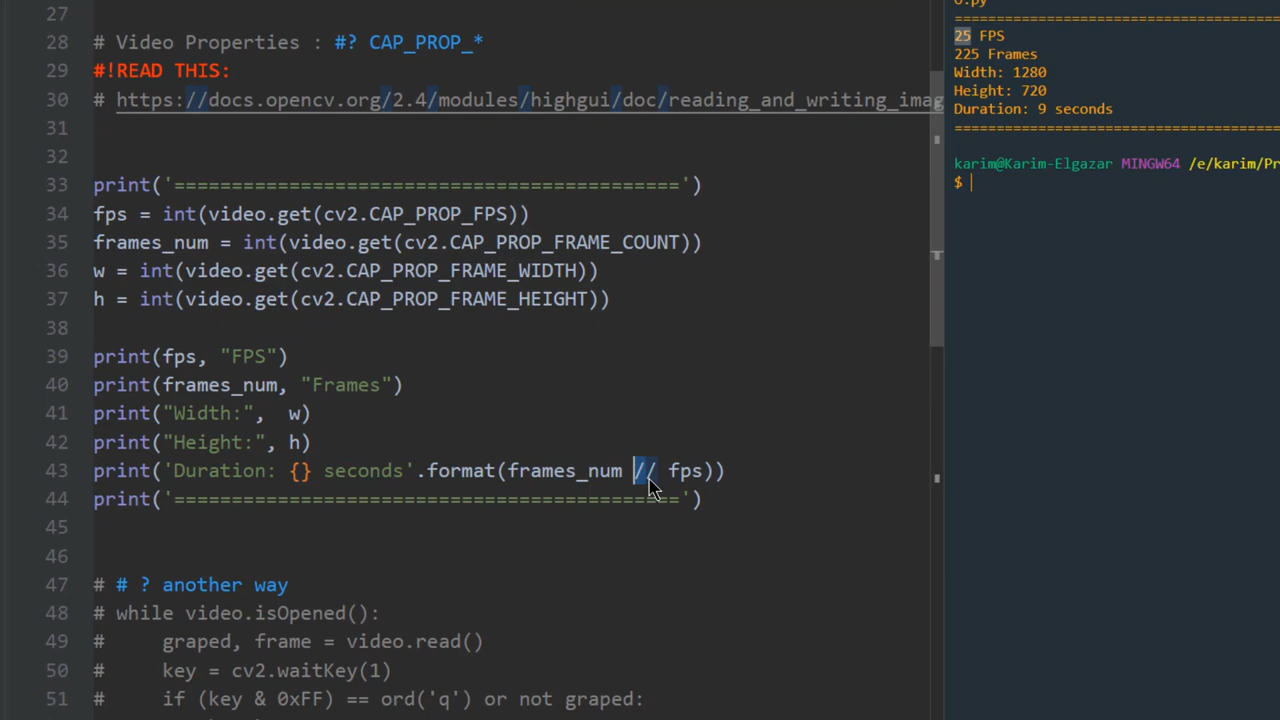 27
28 # Video Properties : #? CAP_PROP_*
29 #!READ THIS:
30 # https://docs.opencv.org/2.4/modules/highgui/doc/reading_and_writing_imag
31
32
33 print('============================================')
34 fps = int(video.get(cv2.CAP_PROP_FPS))
35 frames_num = int(video.get(cv2.CAP_PROP_FRAME_COUNT))
36 w = int(video.get(cv2.CAP_PROP_FRAME_WIDTH))
37 h = int(video.get(cv2.CAP_PROP_FRAME_HEIGHT))
38
39 print(fps, "FPS")
40 print(frames_num, "Frames")
41 print("Width:",  w)
42 print("Height:", h)
43 print('Duration: {} seconds'.format(frames_num // fps))
44 print('============================================')
45
46
47 # # ? another way
48 # while video.isOpened():
49 #     graped, frame = video.read()
50 #     key = cv2.waitKey(1)
51 #     if (key & 0xFF) == ord('q') or not graped:
============================================
25 FPS
225 Frames
Width: 1280
Height: 720
Duration: 9 seconds
============================================
karim@Karim-Elgazar MINGW64 /e/karim/Pr
$